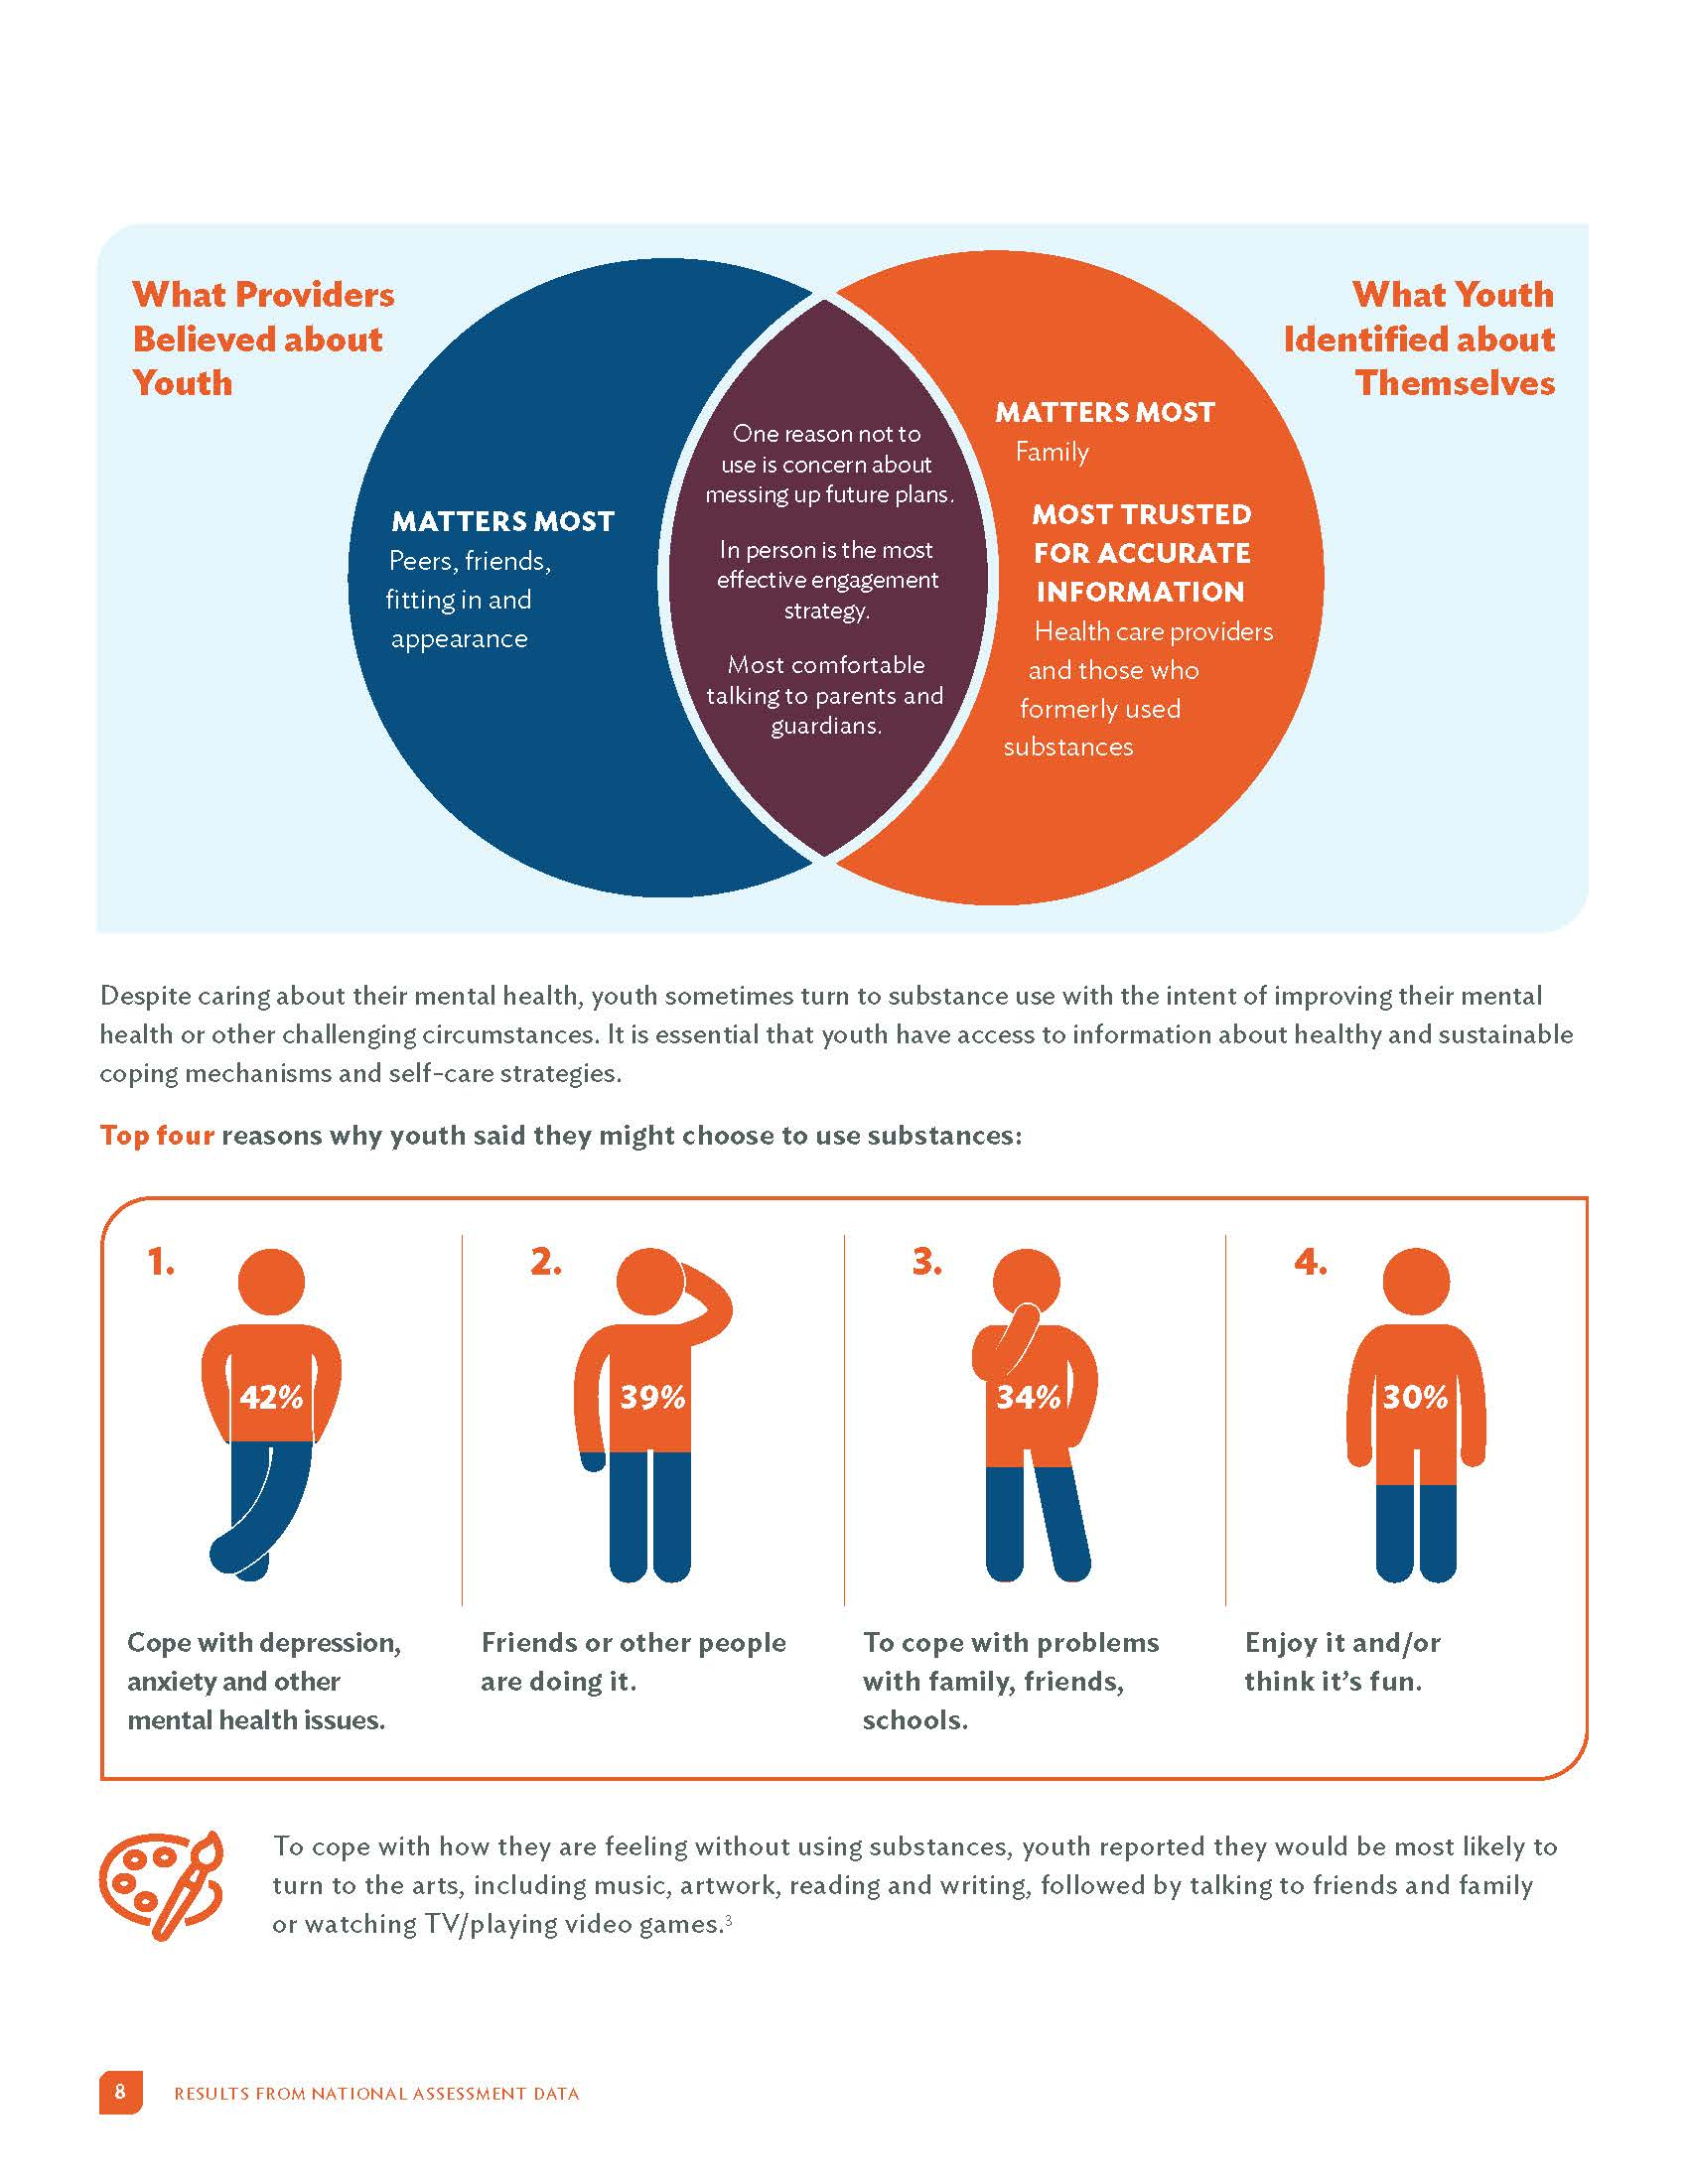 What Providers
Believed about
Youth
MATTERS MOST
Peers, friends,
fitting in and
appearance
One reason not to
use is concern about
messing up future plans.
In person is the most
effective engagement
strategy.
Most comfortable
talking to parents and
guardians.
What Youth
Identified about
Themselves
MATTERS MOST
Family
MOST TRUSTED
FOR ACCURATE
INFORMATION
Health care providers
and those who
formerly used
substances
Despite caring about their mental health, youth sometimes turn to substance use with the intent of improving their mental
health or other challenging circumstances. It is essential that youth have access to information about healthy and sustainable
coping mechanisms and self-care strategies.
Top four reasons why youth said they might choose to use substances:
1.
42%
Cope with depression,
anxiety and other
mental health issues.
2.
39%
Friends or other people
are doing it.
3.
34%
To cope with problems
with family, friends,
schools.
4.
30%
Enjoy it and/or
think it’s fun.
To cope with how they are feeling without using substances, youth reported they would be most likely to
turn to the arts, including music, artwork, reading and writing, followed by talking to friends and family
or watching TV/playing video games.³
8 RESULTS FROM NATIONAL ASSESSMENT DATA